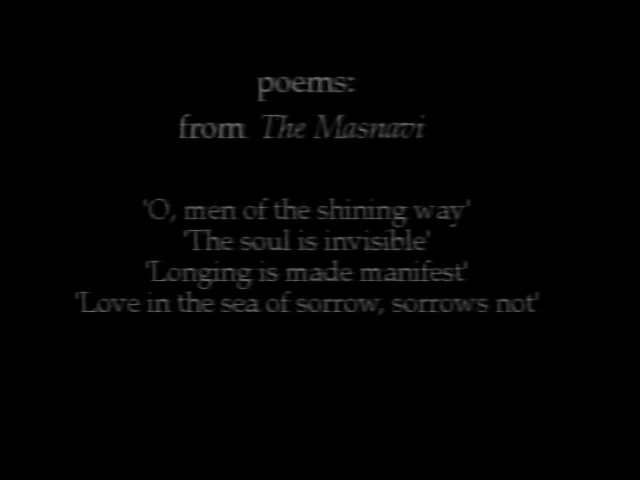 poems:
from The Masnavi
'O, men of the shining way'
'The soul is invisible'
'Longing is made manifest'
'Love in the sea of sorrow, sorrows not'